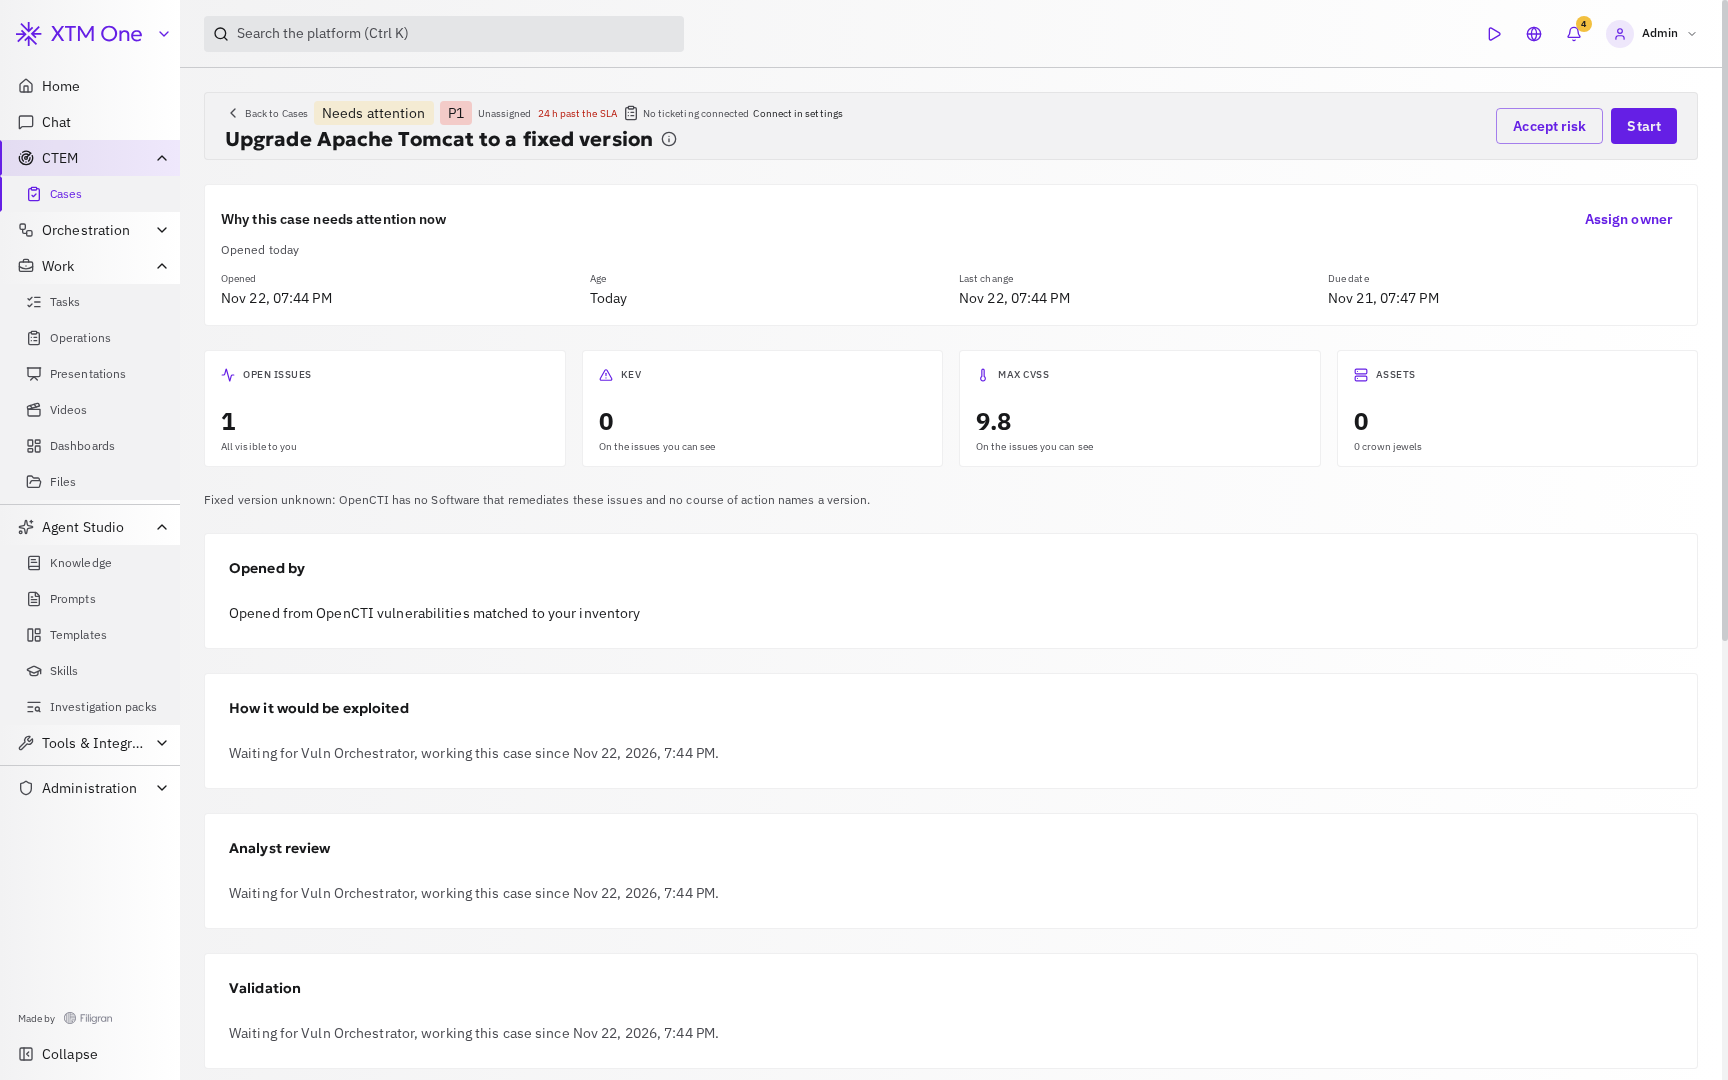 XTM One
Search the platform (Ctrl K)
4
Admin
Home
Chat
CTEM
Cases
Orchestration
Work
Tasks
Operations
Presentations
Videos
Dashboards
Files
Agent Studio
Knowledge
Prompts
Templates
Skills
Investigation packs
Tools & Integr...
Administration
Made by Filigran
Collapse
Back to Cases Needs attention P1 Unassigned 24 h past the SLA No ticketing connected Connect in settings
Upgrade Apache Tomcat to a fixed version
Accept risk
Start
Why this case needs attention now
Assign owner
Opened today
Opened
Nov 22, 07:44 PM
Age
Today
Last change
Nov 22, 07:44 PM
Due date
Nov 21, 07:47 PM
OPEN ISSUES
1
All visible to you
KEV
0
On the issues you can see
MAX CVSS
9.8
On the issues you can see
ASSETS
0
0 crown jewels
Fixed version unknown: OpenCTI has no Software that remediates these issues and no course of action names a version.
Opened by
Opened from OpenCTI vulnerabilities matched to your inventory
How it would be exploited
Waiting for Vuln Orchestrator, working this case since Nov 22, 2026, 7:44 PM.
Analyst review
Waiting for Vuln Orchestrator, working this case since Nov 22, 2026, 7:44 PM.
Validation
Waiting for Vuln Orchestrator, working this case since Nov 22, 2026, 7:44 PM.